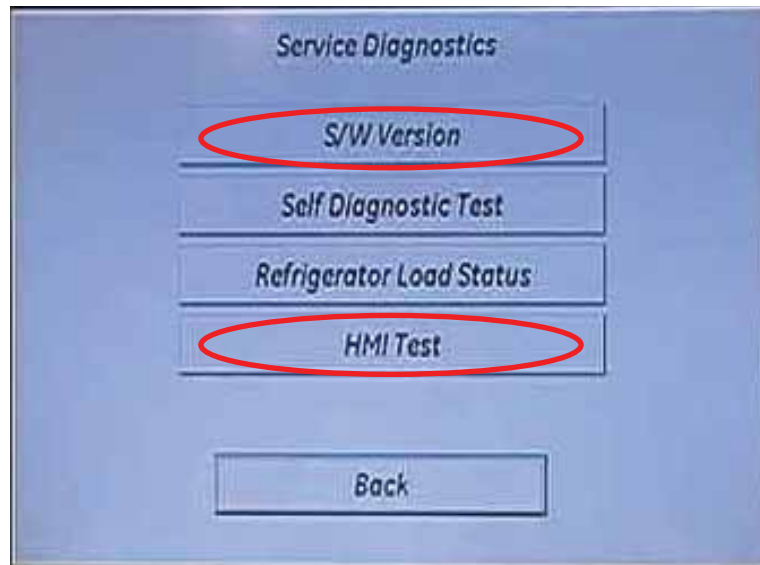 Service Diagnostics
S/W Version
Self Diagnostic Test
Refrigerator Load Status
HMI Test
Back